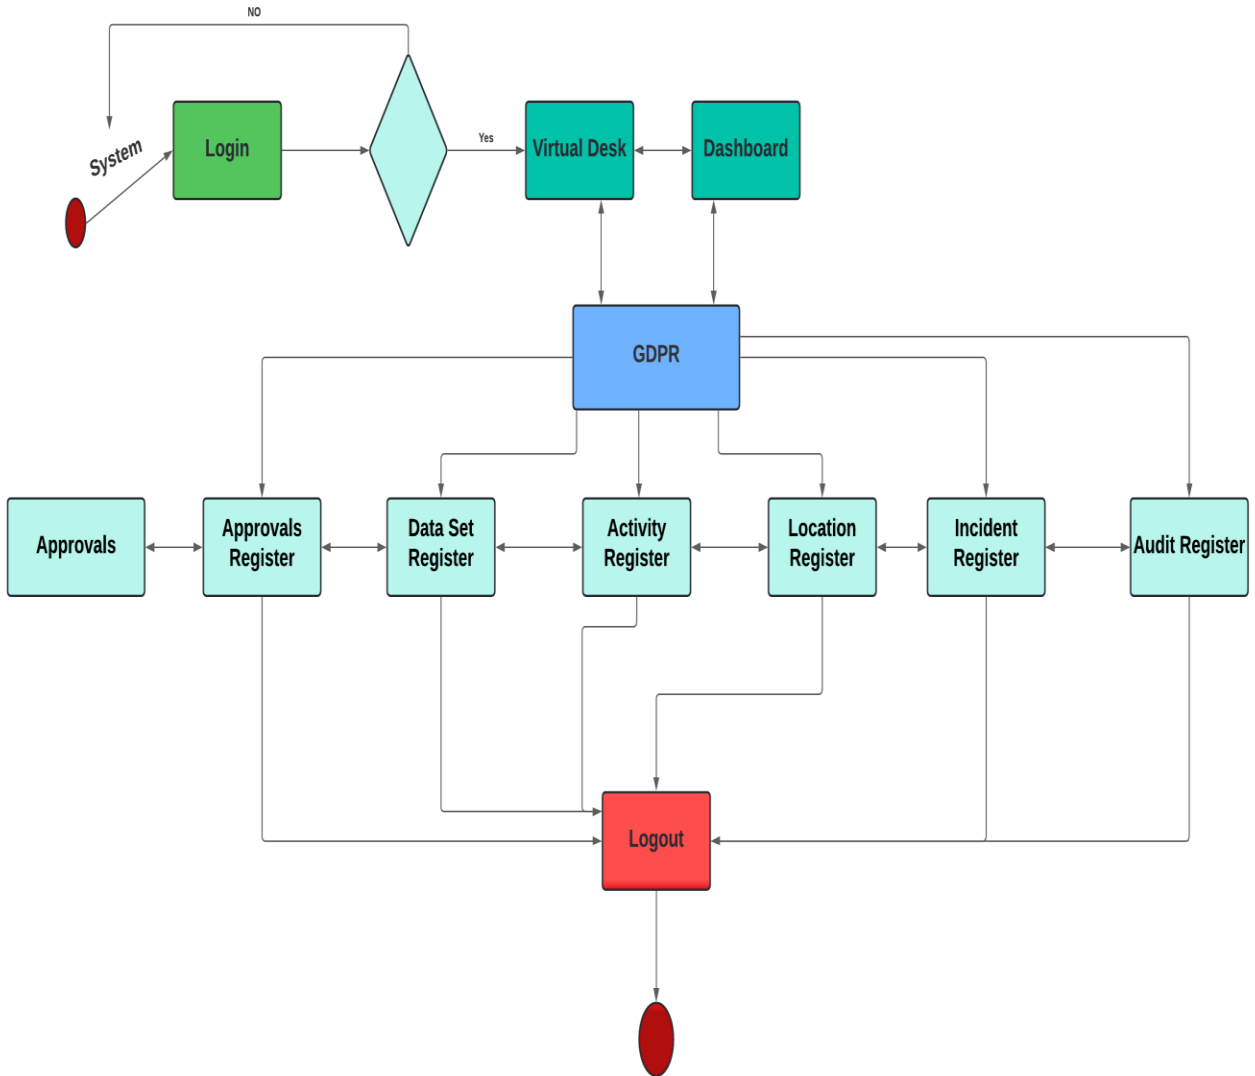 NO
System
Login
Yes
Virtual Desk
Dashboard
GDPR
Approvals
Approvals
Register
Data Set
Register
Activity
Register
Location
Register
Incident
Register
Audit Register
Logout